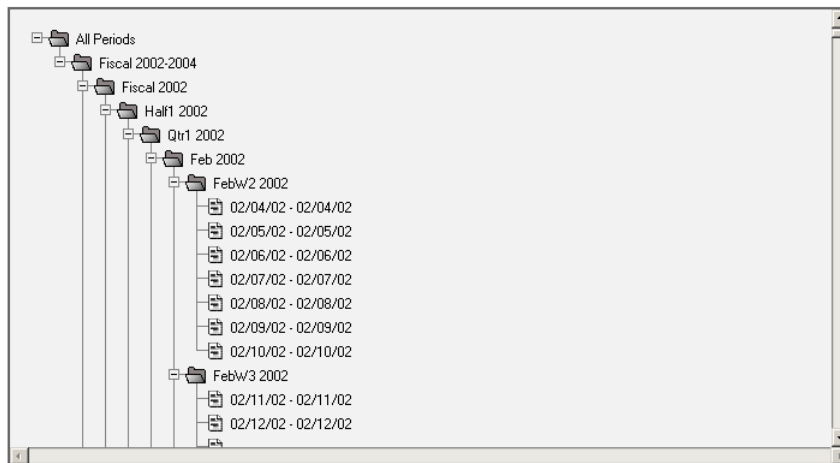 All Periods
Fiscal 2002-2004
Fiscal 2002
Half1 2002
Qtr1 2002
Feb 2002
FebW2 2002
02/04/02 - 02/04/02
02/05/02 - 02/05/02
02/06/02 - 02/06/02
02/07/02 - 02/07/02
02/08/02 - 02/08/02
02/09/02 - 02/09/02
02/10/02 - 02/10/02
FebW3 2002
02/11/02 - 02/11/02
02/12/02 - 02/12/02